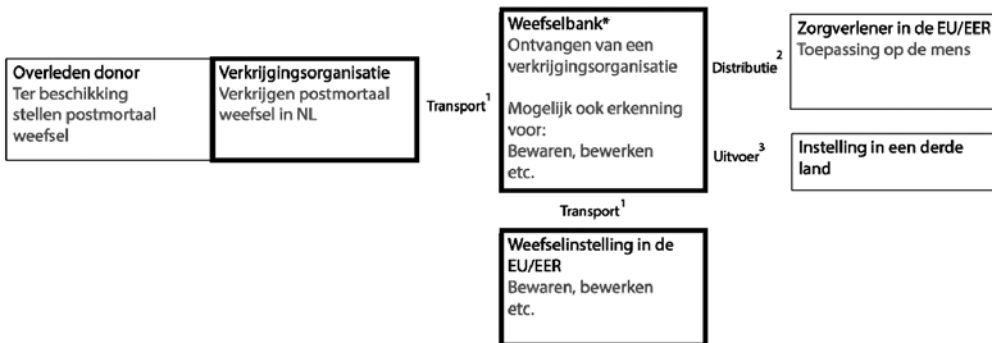 Overleden donor
Ter beschikking
stellen postmortaal
weefsel
Verkrijgingsorganisatie
Verkrijgen postmortaal
weefsel in NL
Transport¹
Weefselbank*
Ontvangen van een
verkrijgingsorganisatie
Mogelijk ook erkenning
voor:
Bewaren, bewerken
etc.
Distributie²
Zorgverlener in de EU/EER
Toepassing op de mens
Uitvoer³
Instelling in een derde
land
Transport¹
Weefselinstelling in de
EU/EER
Bewaren, bewerken
etc.